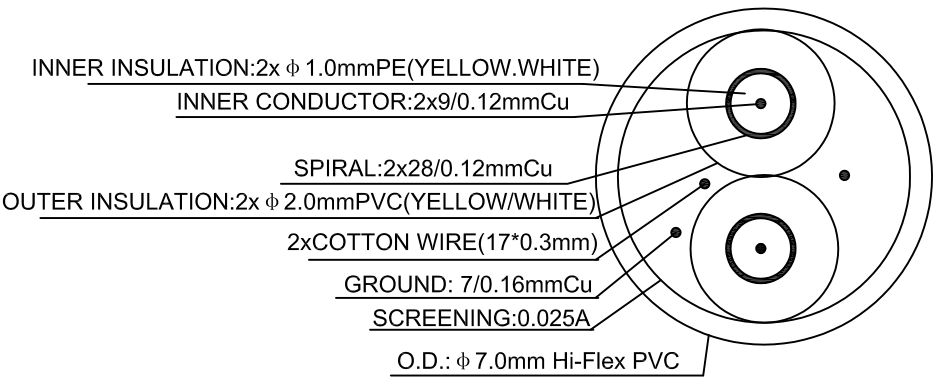 INNER INSULATION:2x ф 1.0mmPE(YELLOW.WHITE)
INNER CONDUCTOR:2x9/0.12mmCu
SPIRAL:2x28/0.12mmCu
OUTER INSULATION:2x ф 2.0mmPVC(YELLOW/WHITE)
2xCOTTON WIRE(17*0.3mm)
GROUND: 7/0.16mmCu
SCREENING:0.025A
O.D.: ф 7.0mm Hi-Flex PVC